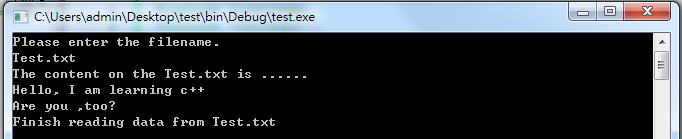 C:\Users\admin\Desktop\test\bin\Debug\test.exe
Please enter the filename.
Test.txt
The content on the Test.txt is ......
Hello, I am learning c++
Are you ,too?
Finish reading data from Test.txt